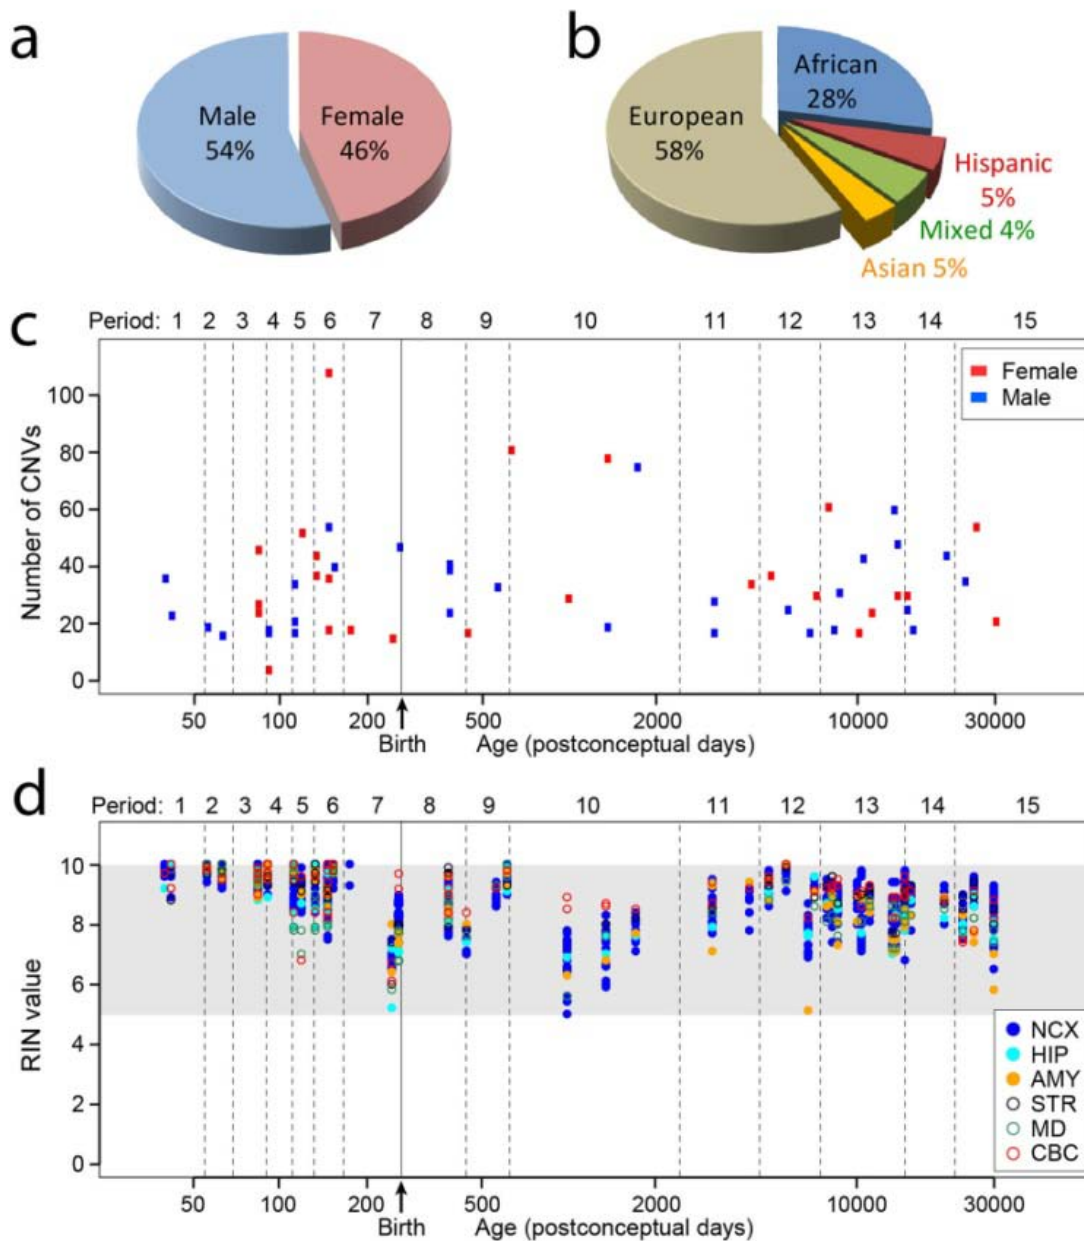 a
Male
54%
Female
46%
b
African
28%
European
58%
Hispanic
5%
Mixed 4%
Asian 5%
c
Period: 1 2 3 4 5 6 7 8 9 10 11 12 13 14 15
Number of CNVs
100
80
60
40
20
0
Female
Male
50 100 200 500 2000 10000 30000
Birth Age (postconceptual days)
d
Period: 1 2 3 4 5 6 7 8 9 10 11 12 13 14 15
RIN value
10
8
6
4
2
0
NCX
HIP
AMY
STR
MD
CBC
50 100 200 500 2000 10000 30000
Birth Age (postconceptual days)